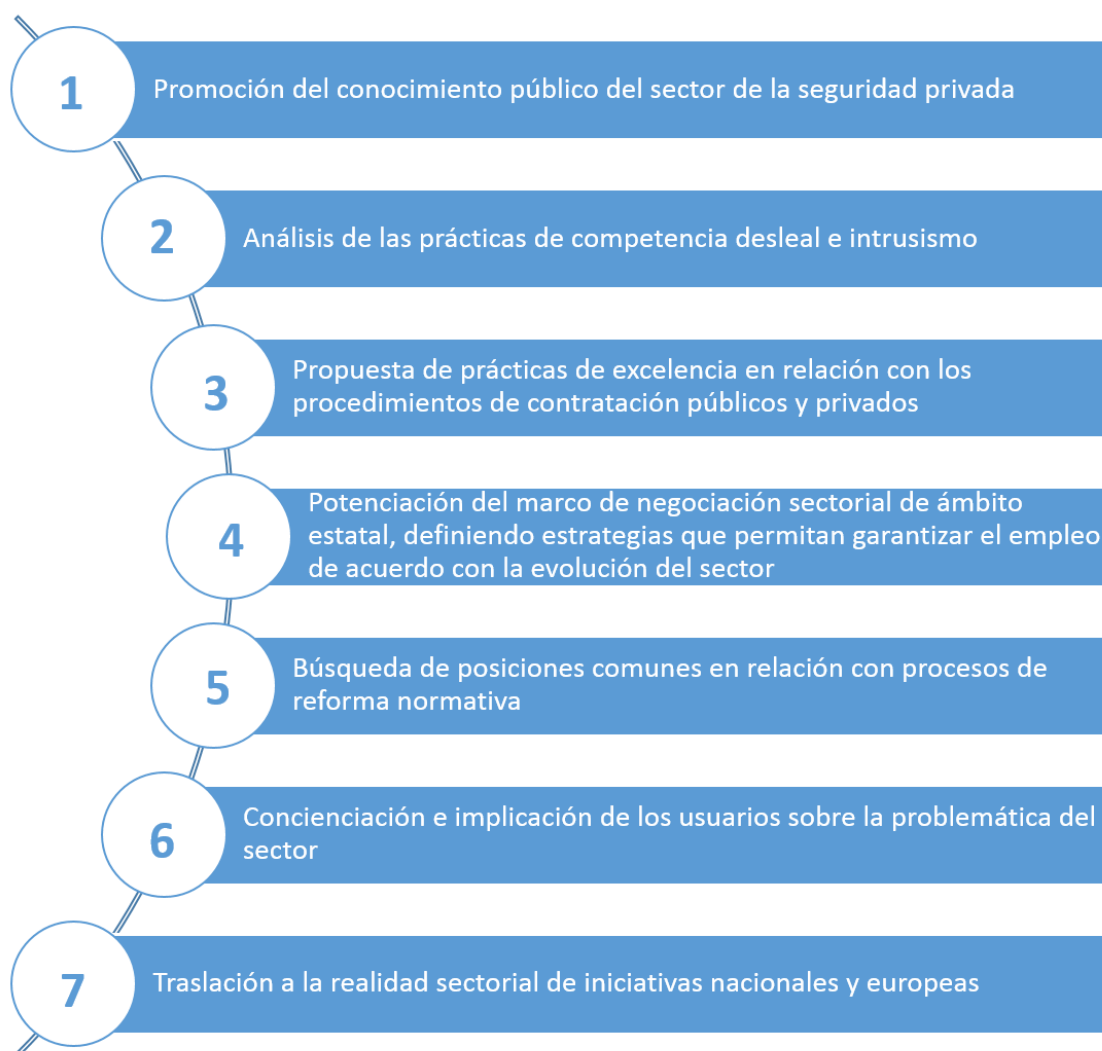 1
Promoción del conocimiento público del sector de la seguridad privada
2
Análisis de las prácticas de competencia desleal e intrusismo
3
Propuesta de prácticas de excelencia en relación con los
procedimientos de contratación públicos y privados
4
Potenciación del marco de negociación sectorial de ámbito
estatal, definiendo estrategias que permitan garantizar el empleo
de acuerdo con la evolución del sector
5
Búsqueda de posiciones comunes en relación con procesos de
reforma normativa
6
Concienciación e implicación de los usuarios sobre la problemática del
sector
7
Traslación a la realidad sectorial de iniciativas nacionales y europeas